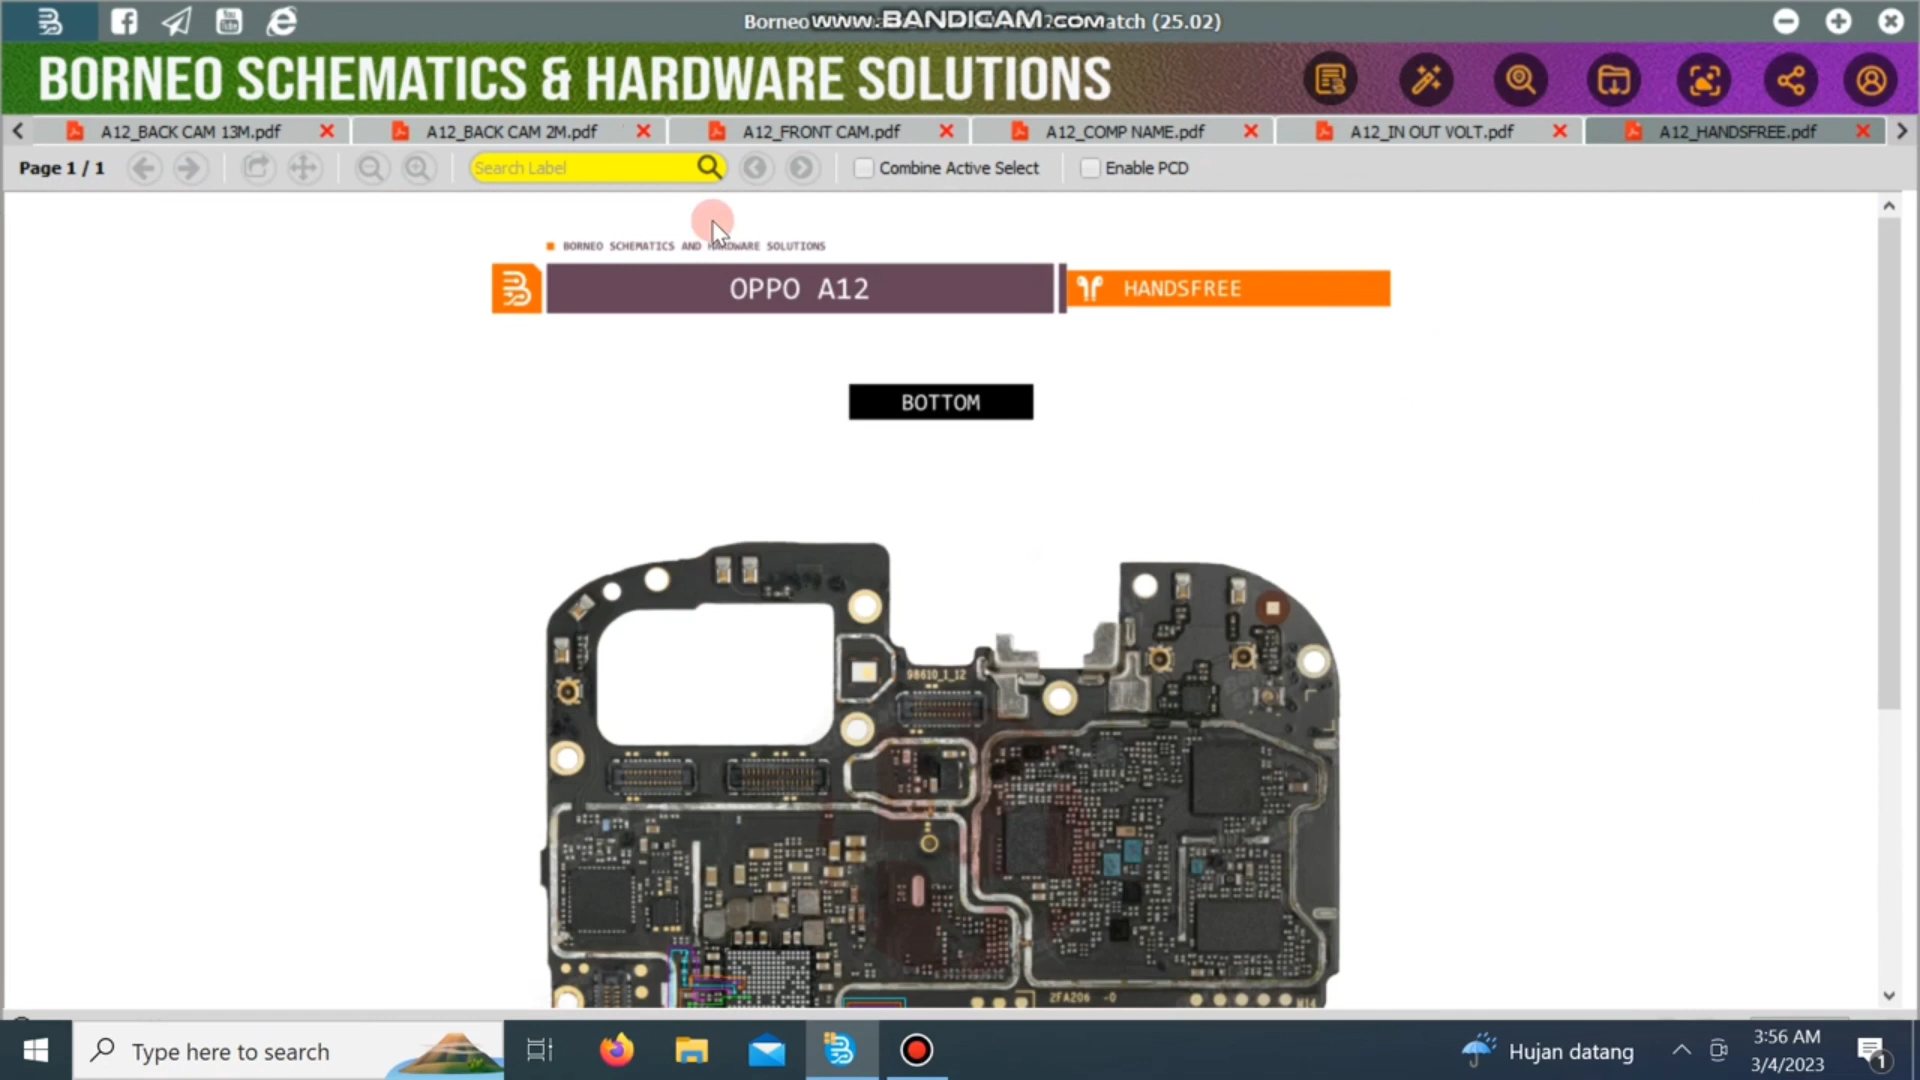 Borneo www.BANDICAM.com atch (25.02)
BORNEO SCHEMATICS & HARDWARE SOLUTIONS
A12_BACK CAM 13M.pdf
A12_BACK CAM 2M.pdf
A12_FRONT CAM.pdf
A12_COMP NAME.pdf
A12_IN OUT VOLT.pdf
A12_HANDSFREE.pdf
Page 1 / 1
Search Label
Combine Active Select
Enable PCD
BORNEO SCHEMATICS AND HARDWARE SOLUTIONS
OPPO A12
HANDSFREE
BOTTOM
98610_1_12
2FA206 -0
Type here to search
Hujan datang
3:56 AM
3/4/2023
1